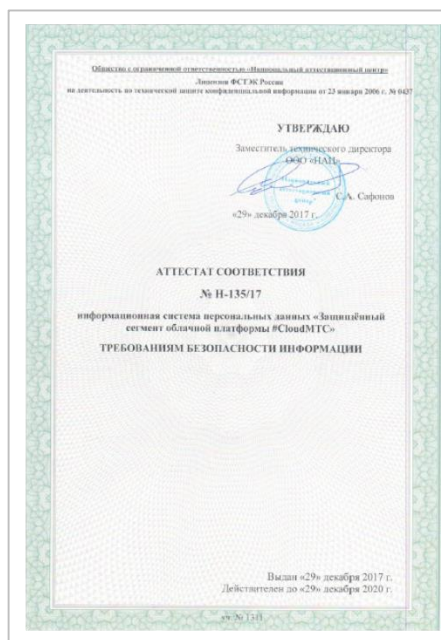 Общество с ограниченной ответственностью «Национальный аттестационный центр»
Лицензия ФСТЭК России
на деятельность по технической защите конфиденциальной информации от 23 января 2006 г. № 0437
УТВЕРЖДАЮ
Заместитель технического директора
ООО «НАЦ»
С.А. Сафонов
«29» декабря 2017 г.
АТТЕСТАТ СООТВЕТСТВИЯ
№ Н-135/17
информационная система персональных данных «Защищённый
сегмент облачной платформы #CloudМТС»
ТРЕБОВАНИЯМ БЕЗОПАСНОСТИ ИНФОРМАЦИИ
Выдан «29» декабря 2017 г.
Действителен до «29» декабря 2020 г.
уч. № 1331